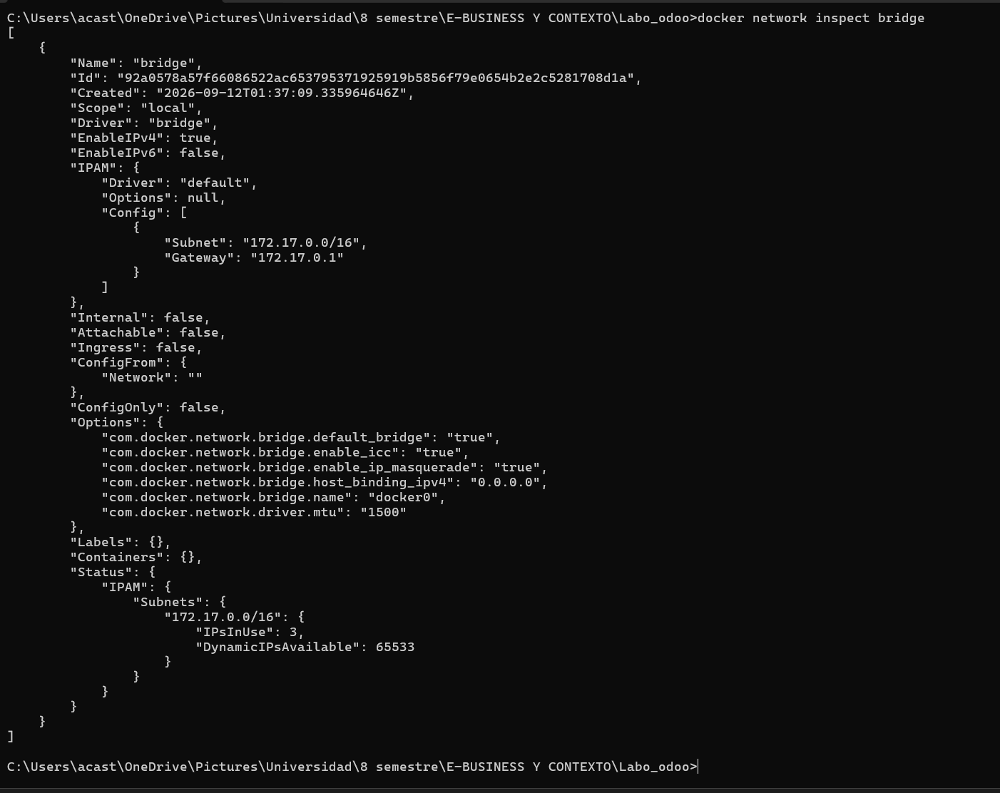 C:\Users\acast\OneDrive\Pictures\Universidad\8 semestre\E-BUSINESS Y CONTEXTO\Labo_odoo>docker network inspect bridge
[
    {
        "Name": "bridge",
        "Id": "92a0578a57f66086522ac653795371925919b5856f79e0654b2e2c5281708d1a",
        "Created": "2026-09-12T01:37:09.335964646Z",
        "Scope": "local",
        "Driver": "bridge",
        "EnableIPv4": true,
        "EnableIPv6": false,
        "IPAM": {
            "Driver": "default",
            "Options": null,
            "Config": [
                {
                    "Subnet": "172.17.0.0/16",
                    "Gateway": "172.17.0.1"
                }
            ]
        },
        "Internal": false,
        "Attachable": false,
        "Ingress": false,
        "ConfigFrom": {
            "Network": ""
        },
        "ConfigOnly": false,
        "Options": {
            "com.docker.network.bridge.default_bridge": "true",
            "com.docker.network.bridge.enable_icc": "true",
            "com.docker.network.bridge.enable_ip_masquerade": "true",
            "com.docker.network.bridge.host_binding_ipv4": "0.0.0.0",
            "com.docker.network.bridge.name": "docker0",
            "com.docker.network.driver.mtu": "1500"
        },
        "Labels": {},
        "Containers": {},
        "Status": {
            "IPAM": {
                "Subnets": {
                    "172.17.0.0/16": {
                        "IPsInUse": 3,
                        "DynamicIPsAvailable": 65533
                    }
                }
            }
        }
    }
]
C:\Users\acast\OneDrive\Pictures\Universidad\8 semestre\E-BUSINESS Y CONTEXTO\Labo_odoo>